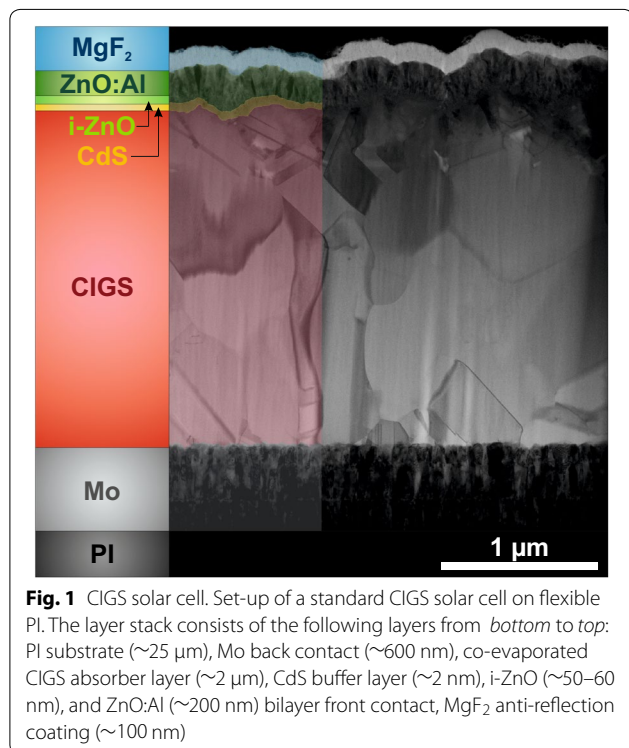 MgF₂
ZnO:Al
i-ZnO
CdS
CIGS
Mo
PI
1 µm
Fig. 1 CIGS solar cell. Set-up of a standard CIGS solar cell on flexible
PI. The layer stack consists of the following layers from bottom to top:
PI substrate (~25 µm), Mo back contact (~600 nm), co-evaporated
CIGS absorber layer (~2 µm), CdS buffer layer (~2 nm), i-ZnO (~50–60
nm), and ZnO:Al (~200 nm) bilayer front contact, MgF₂ anti-reflection
coating (~100 nm)